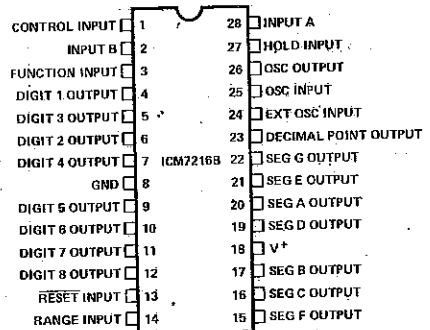 CONTROL INPUT 1 28 INPUT A
INPUT B 2 27 HOLD INPUT
FUNCTION INPUT 3 26 OSC OUTPUT
DIGIT 1 OUTPUT 4 25 OSC INPUT
DIGIT 3 OUTPUT 5 24 EXT OSC INPUT
DIGIT 2 OUTPUT 6 23 DECIMAL POINT OUTPUT
DIGIT 4 OUTPUT 7 ICM7216B 22 SEG G OUTPUT
GND 8 21 SEG E OUTPUT
DIGIT 5 OUTPUT 9 20 SEG A OUTPUT
DIGIT 6 OUTPUT 10 19 SEG D OUTPUT
DIGIT 7 OUTPUT 11 18 V+
DIGIT 8 OUTPUT 12 17 SEG B OUTPUT
RESET INPUT 13 16 SEG C OUTPUT
RANGE INPUT 14 15 SEG F OUTPUT